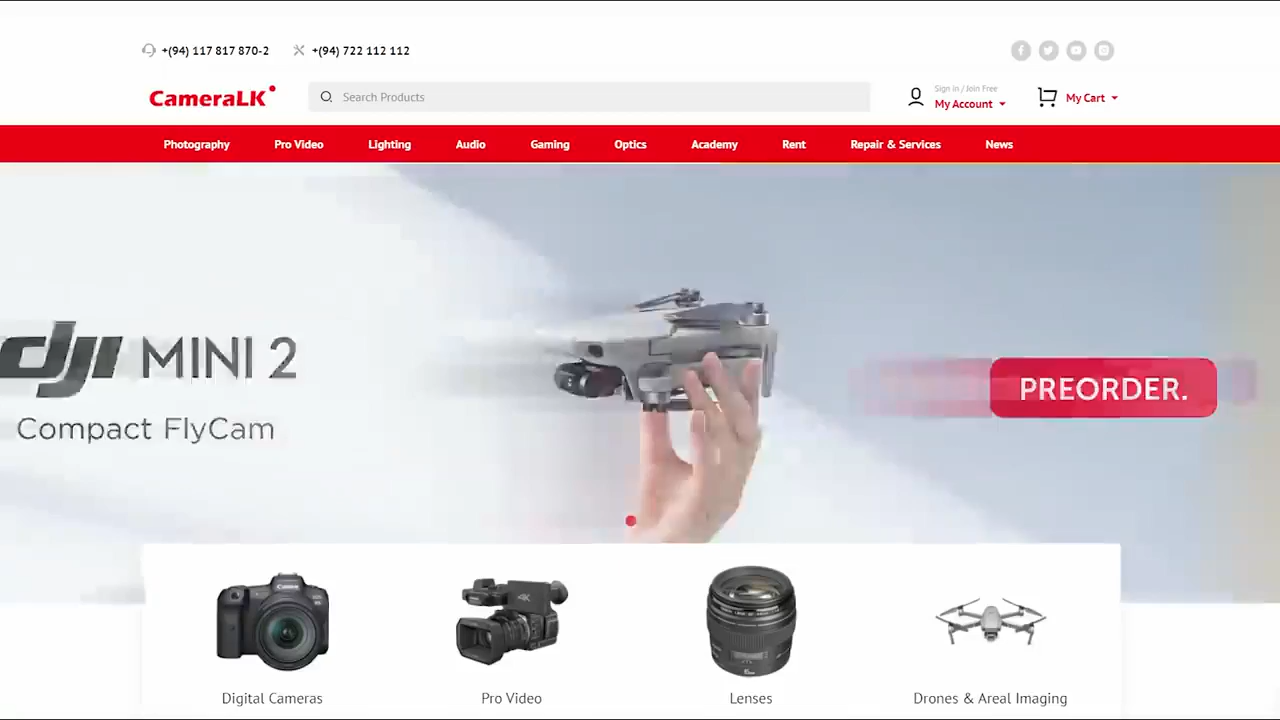 +(94) 117 817 870-2 +(94) 722 112 112
CameraLK
Search Products
Sign in / Join Free
My Account
My Cart
Photography Pro Video Lighting Audio Gaming Optics Academy Rent Repair & Services News
dji MINI 2
Compact FlyCam
PREORDER.
Canon
4K
Digital Cameras Pro Video Lenses Drones & Areal Imaging